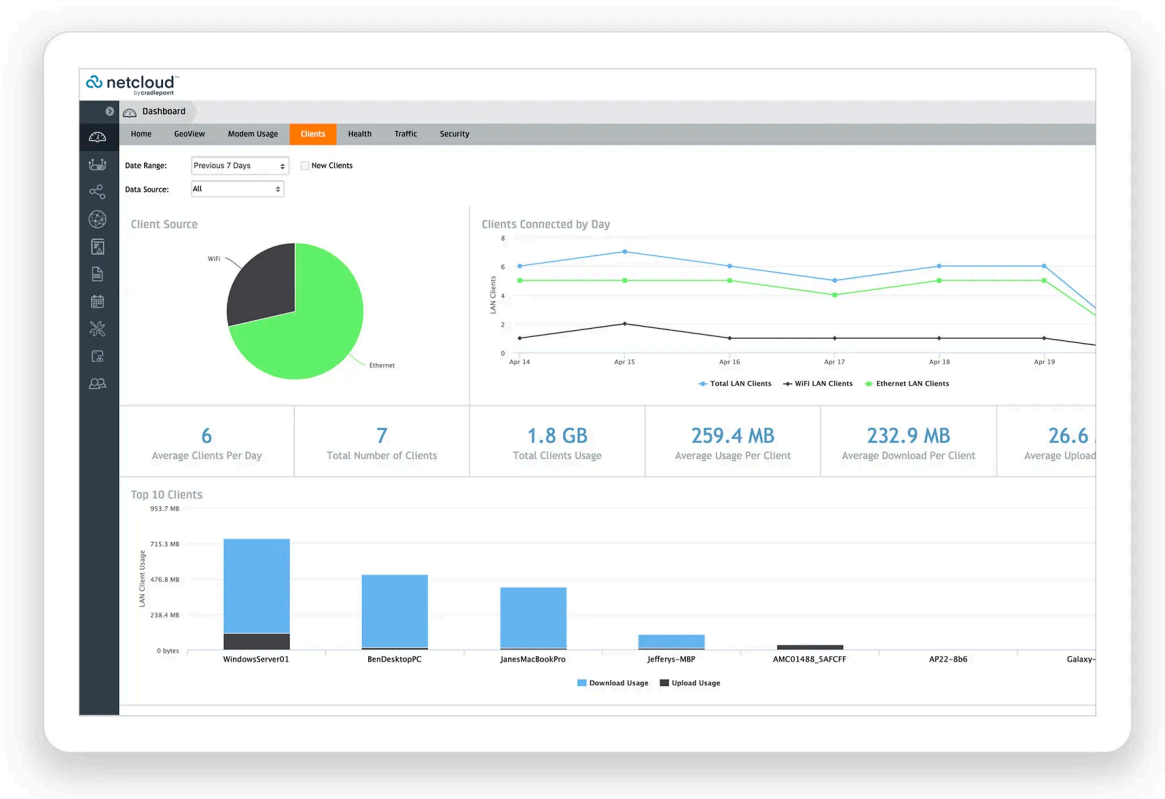 netcloud™
by cradlepoint
Dashboard
Home GeoView Modem Usage Clients Health Traffic Security
Date Range: Previous 7 Days New Clients
Data Source: All
Client Source
WiFi
Ethernet
Clients Connected by Day
8
6
4
2
0
LAN Clients
Apr 14 Apr 15 Apr 16 Apr 17 Apr 18 Apr 19
Total LAN Clients WiFi LAN Clients Ethernet LAN Clients
6 7 1.8 GB 259.4 MB 232.9 MB 26.6
Average Clients Per Day Total Number of Clients Total Clients Usage Average Usage Per Client Average Download Per Client Average Upload
Top 10 Clients
953.7 MB
715.3 MB
476.8 MB
238.4 MB
0 bytes
LAN Client Usage
WindowsServer01 BenDesktopPC JanesMacBookPro Jefferys-MBP AMC01488_5AFCFF AP22-8b6 Galaxy-
Download Usage Upload Usage